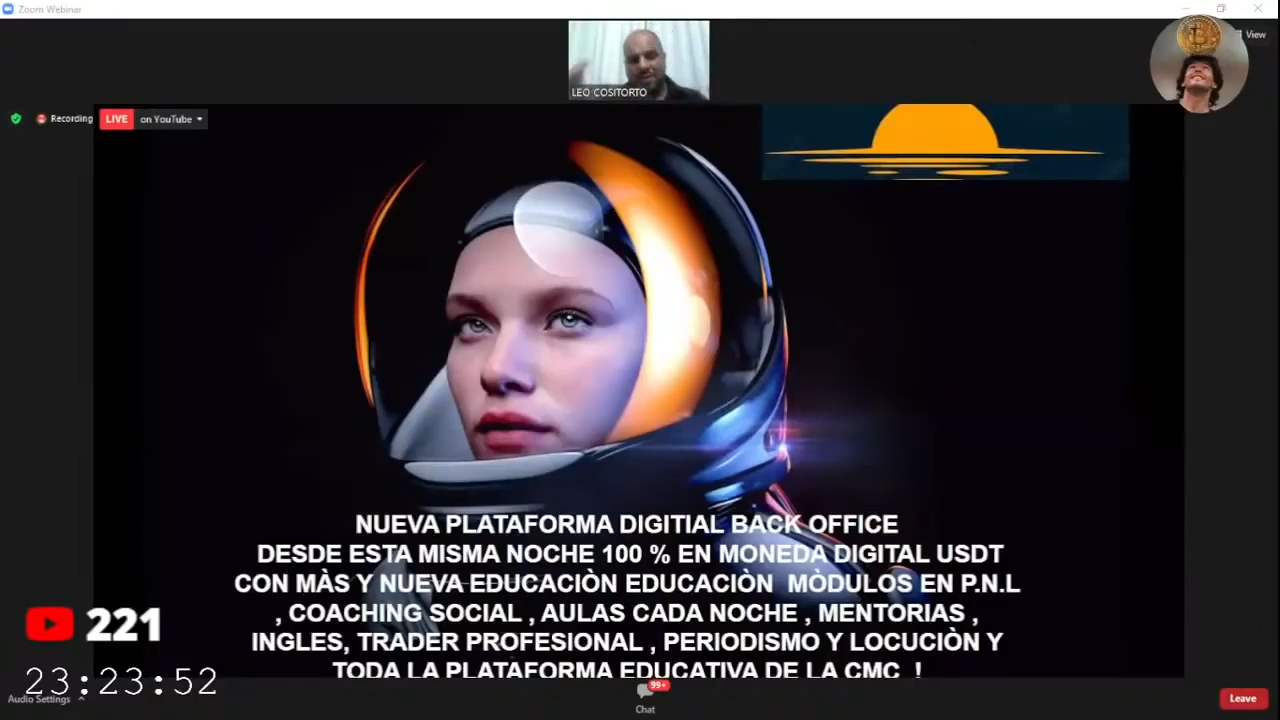 Zoom Webinar
View
LEO COSITORTO
Recording
LIVE on YouTube
NUEVA PLATAFORMA DIGITIAL BACK OFFICE
DESDE ESTA MISMA NOCHE 100 % EN MONEDA DIGITAL USDT
CON MÀS Y NUEVA EDUCACIÒN EDUCACIÒN MÒDULOS EN P.N.L
, COACHING SOCIAL , AULAS CADA NOCHE , MENTORIAS ,
INGLES, TRADER PROFESIONAL , PERIODISMO Y LOCUCIÒN Y
TODA LA PLATAFORMA EDUCATIVA DE LA CMC !
221
23:23:52
Audio Settings
99+
Chat
Leave